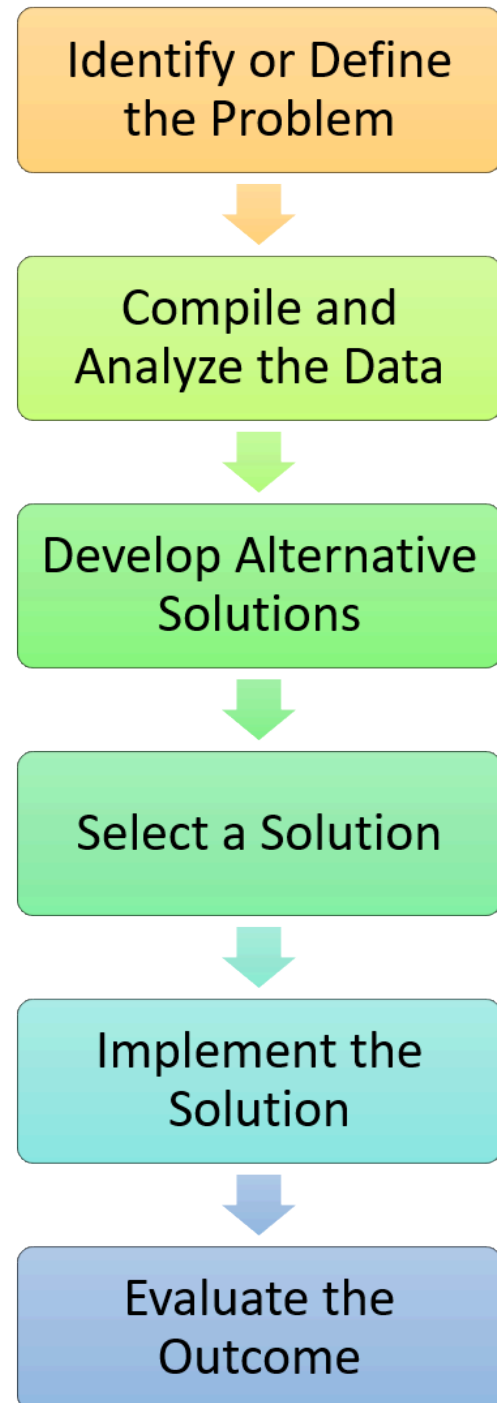 Identify or Define
the Problem
Compile and
Analyze the Data
Develop Alternative
Solutions
Select a Solution
Implement the
Solution
Evaluate the
Outcome